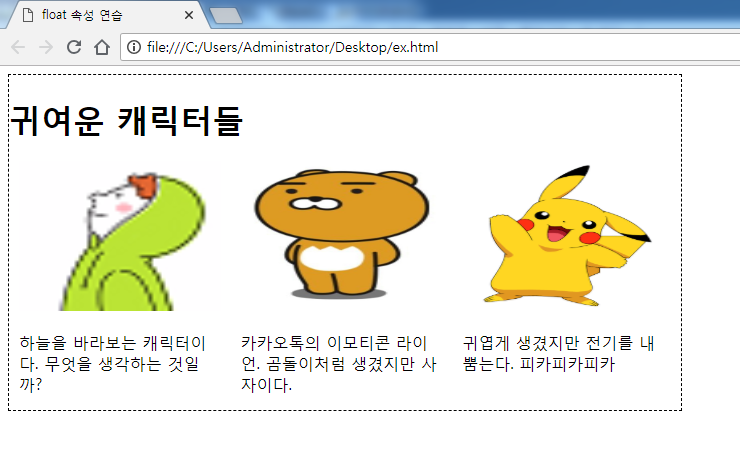 float 속성 연습
file:///C:/Users/Administrator/Desktop/ex.html
귀여운 캐릭터들
하늘을 바라보는 캐릭터이
다. 무엇을 생각하는 것일
까?
카카오톡의 이모티콘 라이
언. 곰돌이처럼 생겼지만 사
자이다.
귀엽게 생겼지만 전기를 내
뿜는다. 피카피카피카